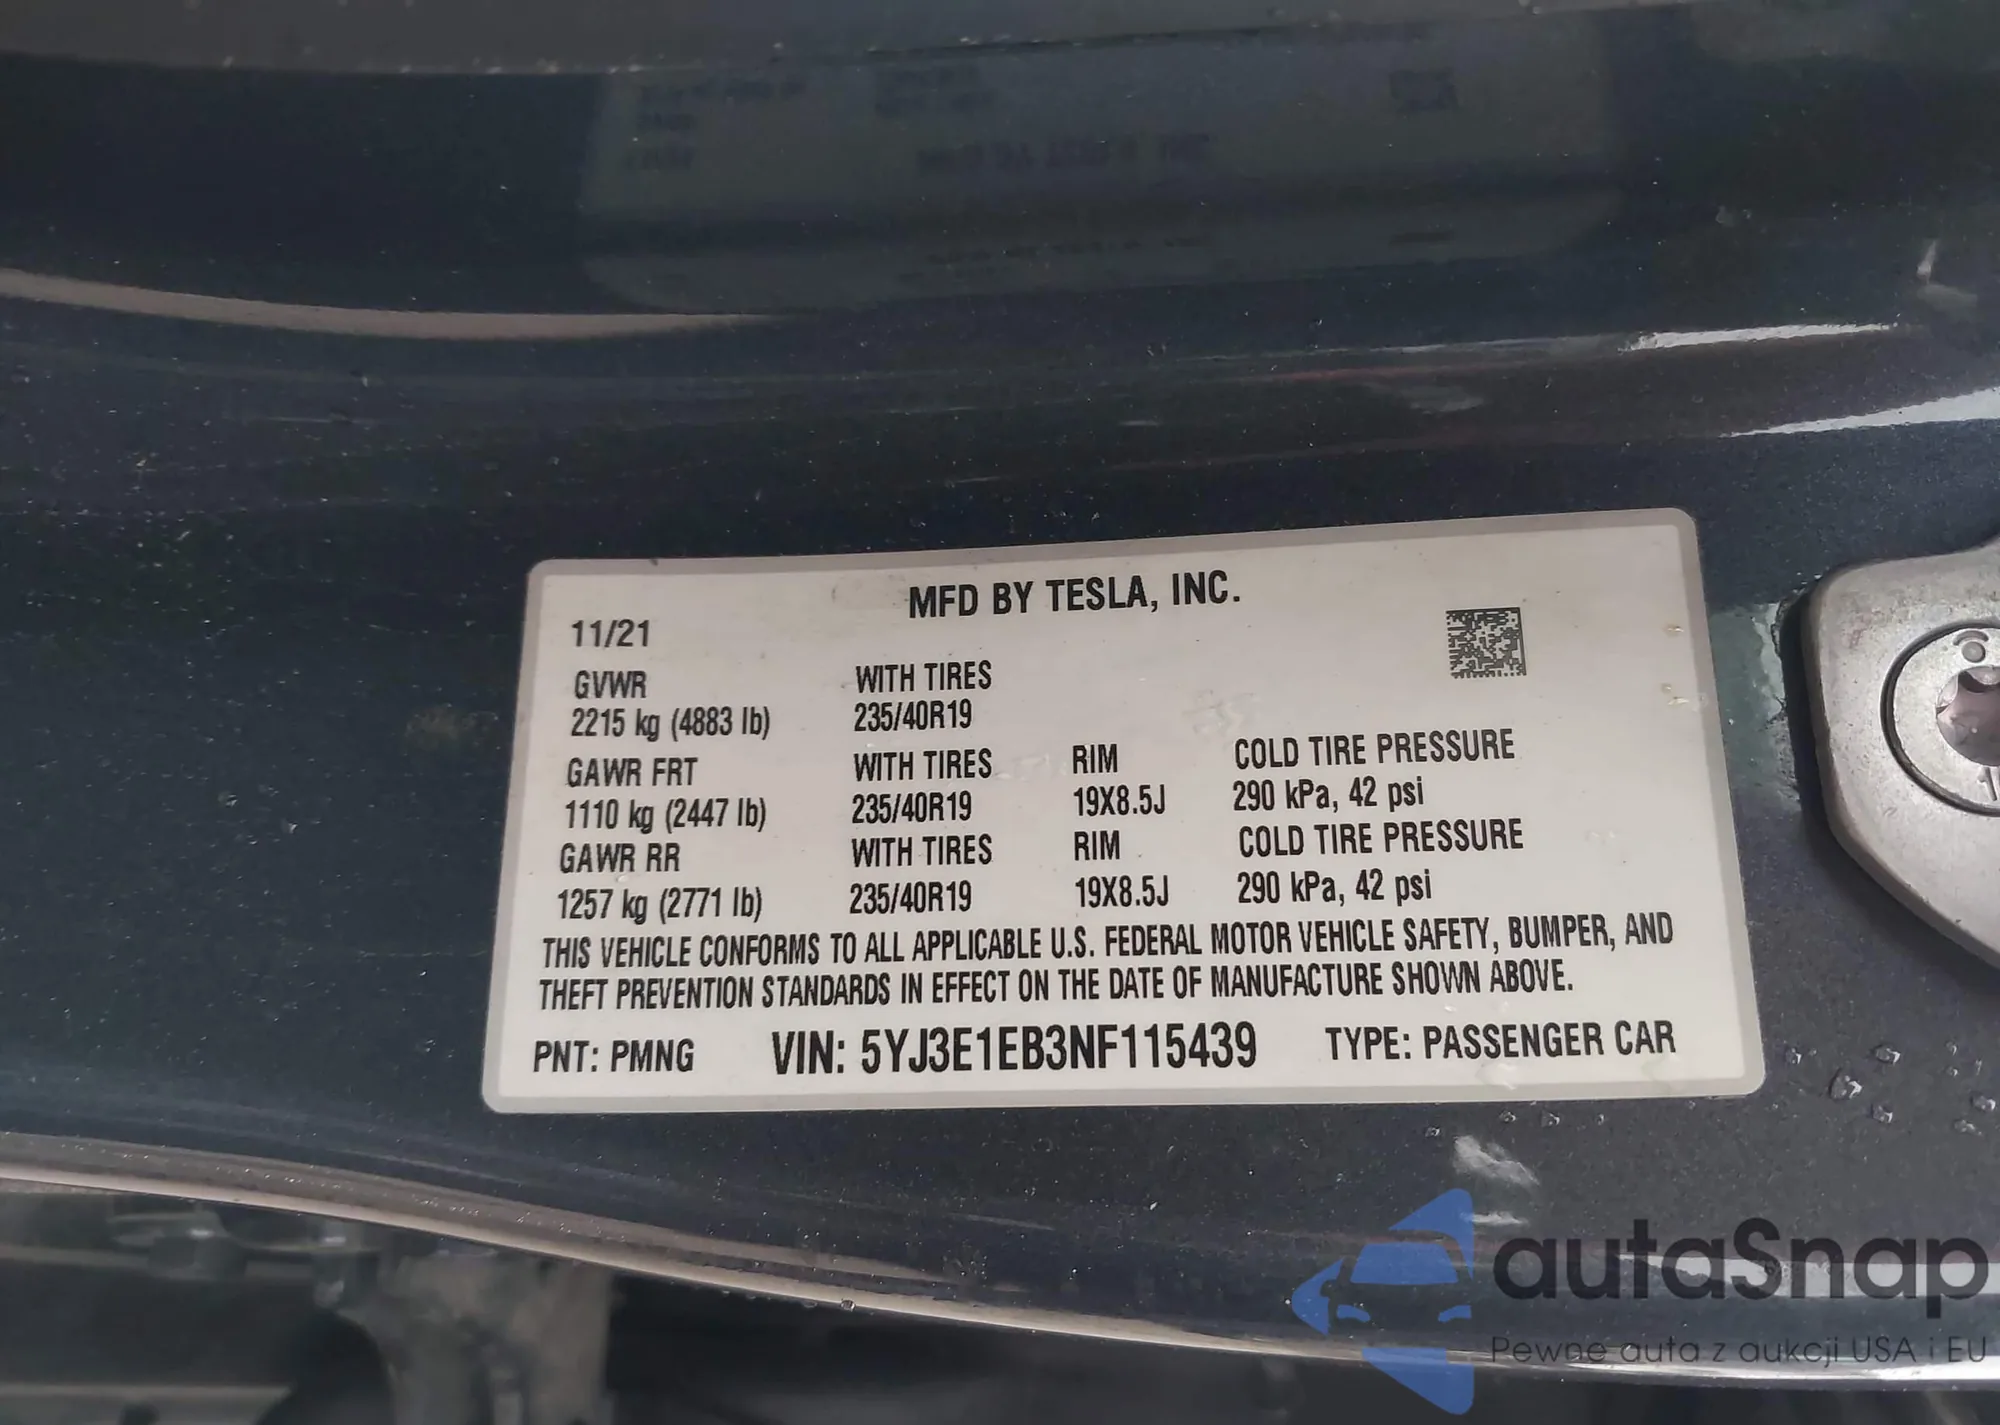 MFD BY TESLA, INC.
11/21
GVWR WITH TIRES
2215 kg (4883 lb) 235/40R19
GAWR FRT WITH TIRES RIM COLD TIRE PRESSURE
1110 kg (2447 lb) 235/40R19 19X8.5J 290 kPa, 42 psi
GAWR RR WITH TIRES RIM COLD TIRE PRESSURE
1257 kg (2771 lb) 235/40R19 19X8.5J 290 kPa, 42 psi
THIS VEHICLE CONFORMS TO ALL APPLICABLE U.S. FEDERAL MOTOR VEHICLE SAFETY, BUMPER, AND
THEFT PREVENTION STANDARDS IN EFFECT ON THE DATE OF MANUFACTURE SHOWN ABOVE.
PNT: PMNG VIN: 5YJ3E1EB3NF115439 TYPE: PASSENGER CAR
autaSnap
Pewne auta z aukcji USA i EU